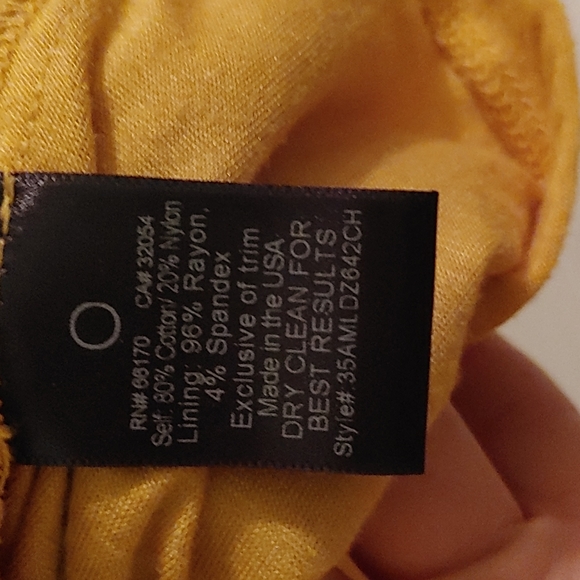 RN# 66170 CA# 32054
Self: 80% Cotton/ 20% Nylon
Lining: 96% Rayon,
4% Spandex
Exclusive of trim
Made in the USA
DRY CLEAN FOR
BEST RESULTS
Style#:35AMLDZ642CH